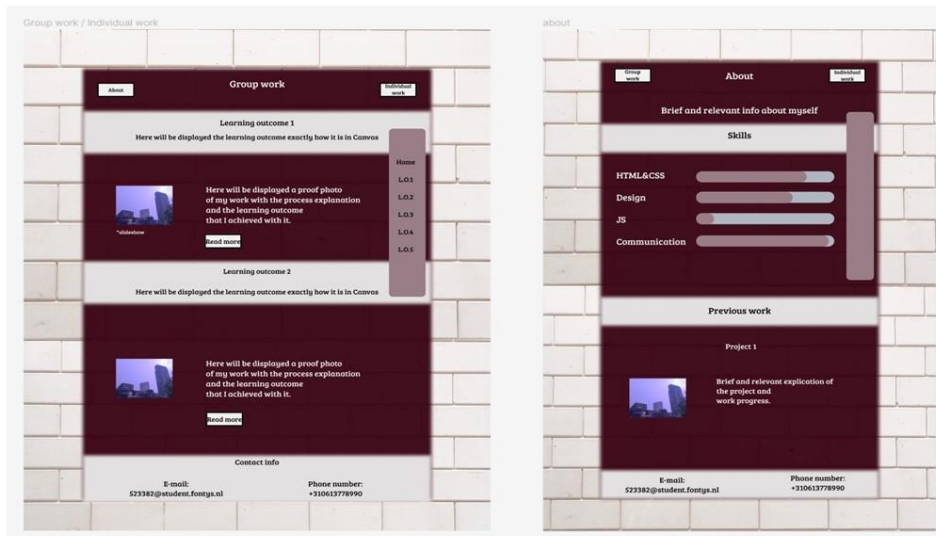 Group work / Individual work
About
Group work
Individual
work
Learning outcome 1
Here will be displayed the learning outcome exactly how it is in Canvas
Home
L.O.1
L.O.2
L.O.3
L.O.4
L.O.5
Here will be displayed a proof photo
of my work with the process explanation
and the learning outcome
that I achieved with it.
*slideshow
Read more
Learning outcome 2
Here will be displayed the learning outcome exactly how it is in Canvas
Here will be displayed a proof photo
of my work with the process explanation
and the learning outcome
that I achieved with it.
Read more
Contact info
E-mail:
523382@student.fontys.nl
Phone number:
+310613778990
about
Group
work
About
Individual
work
Brief and relevant info about myself
Skills
HTML&CSS
Design
JS
Communication
Previous work
Project 1
Brief and relevant explication of
the project and
work progress.
E-mail:
523382@student.fontys.nl
Phone number:
+310613778990